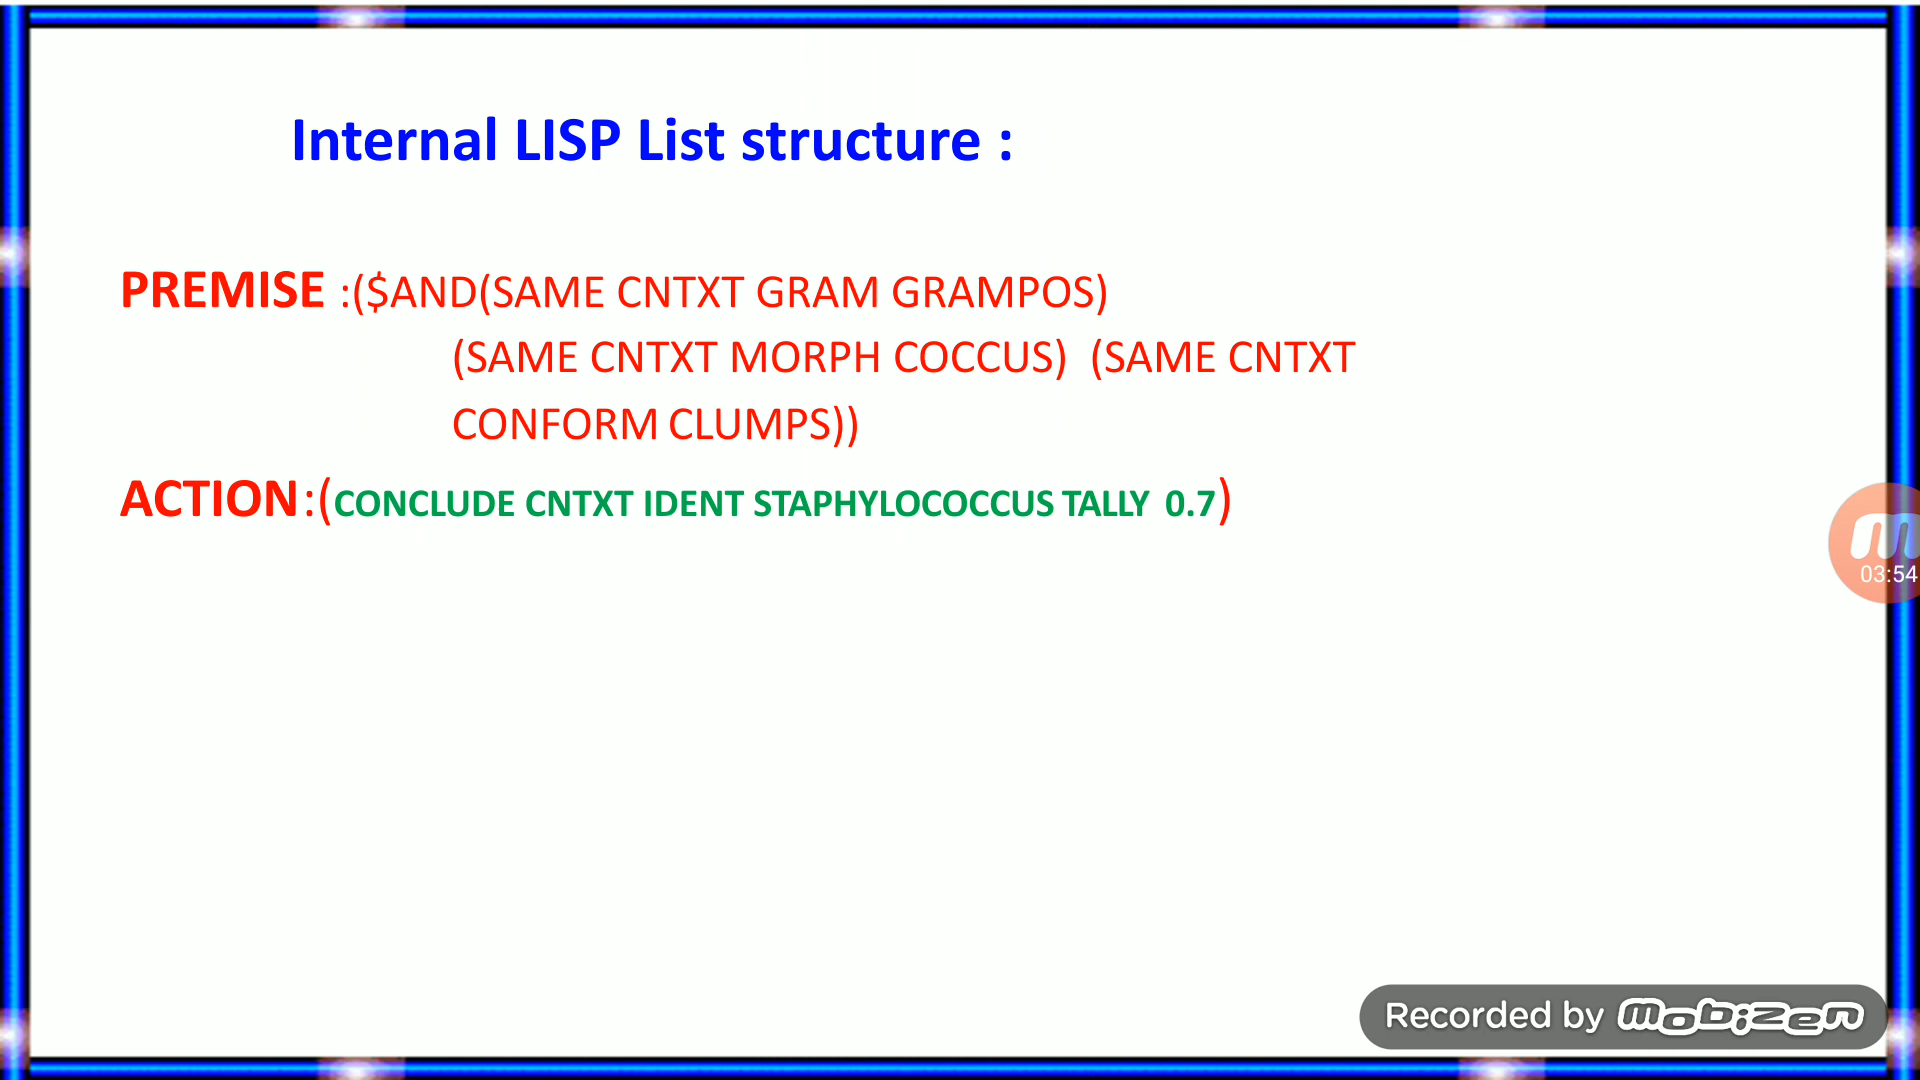 Internal LISP List structure :
PREMISE :($AND(SAME CNTXT GRAM GRAMPOS)
(SAME CNTXT MORPH COCCUS) (SAME CNTXT
CONFORM CLUMPS))
ACTION:(CONCLUDE CNTXT IDENT STAPHYLOCOCCUS TALLY 0.7)
03:54
Recorded by mobizen